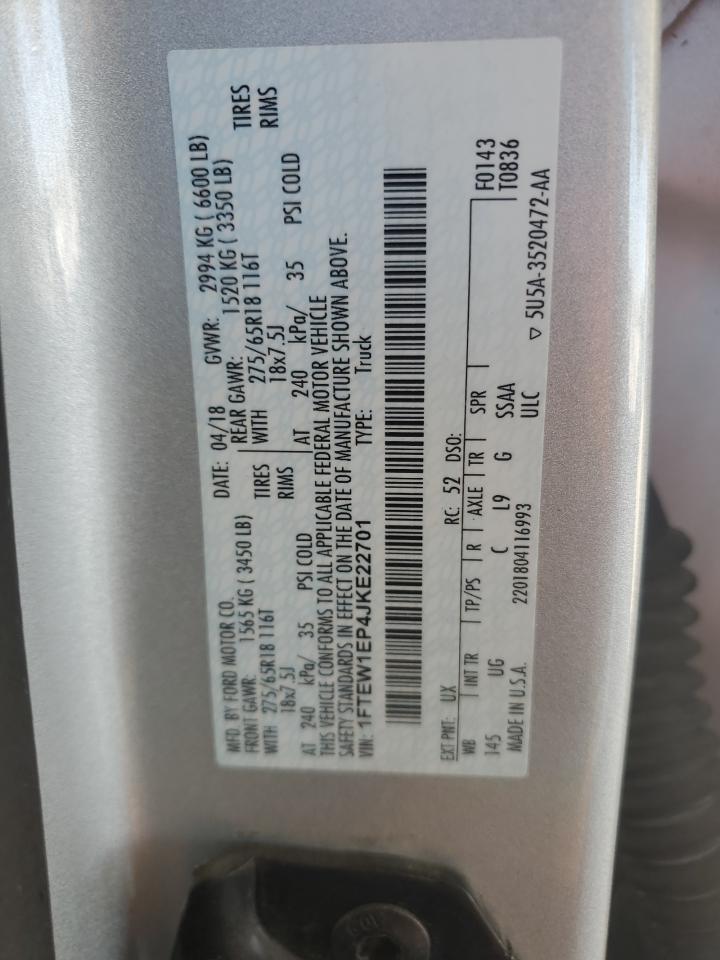 MFD. BY FORD MOTOR CO. DATE: 04/18 GVWR: 2994 KG ( 6600 LB)
FRONT GAWR: 1565 KG ( 3450 LB) REAR GAWR: 1520 KG ( 3350 LB)
WITH 275/65R18 116T TIRES WITH 275/65R18 116T TIRES
18x7.5J RIMS 18x7.5J RIMS
AT 240 kPa/ 35 PSI COLD AT 240 kPa/ 35 PSI COLD
THIS VEHICLE CONFORMS TO ALL APPLICABLE FEDERAL MOTOR VEHICLE
SAFETY STANDARDS IN EFFECT ON THE DATE OF MANUFACTURE SHOWN ABOVE.
VIN: 1FTEW1EP4JKE22701 TYPE: Truck
EXT PNT: UX RC: 52 DSO: F0143
WB INT TR TP/PS R AXLE TR SPR T0836
145 UG C L9 G SSAA
MADE IN U.S.A. 2201804116993 ULC ▽ 5U5A-3520472-AA